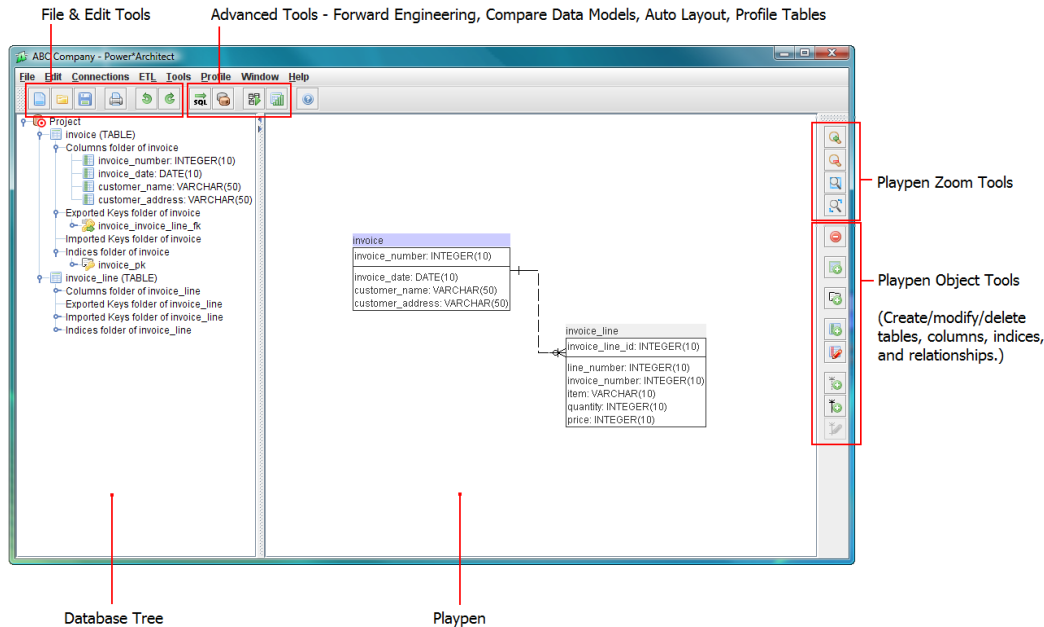 File & Edit Tools
Advanced Tools - Forward Engineering, Compare Data Models, Auto Layout, Profile Tables
ABC Company - Power*Architect
File Edit Connections ETL Tools Profile Window Help
SQL
Project
invoice (TABLE)
Columns folder of invoice
invoice_number: INTEGER(10)
invoice_date: DATE(10)
customer_name: VARCHAR(50)
customer_address: VARCHAR(50)
Exported Keys folder of invoice
invoice_invoice_line_fk
Imported Keys folder of invoice
Indices folder of invoice
invoice_pk
invoice_line (TABLE)
Columns folder of invoice_line
Exported Keys folder of invoice_line
Imported Keys folder of invoice_line
Indices folder of invoice_line
invoice
invoice_number: INTEGER(10)
invoice_date: DATE(10)
customer_name: VARCHAR(50)
customer_address: VARCHAR(50)
invoice_line
invoice_line_id: INTEGER(10)
line_number: INTEGER(10)
invoice_number: INTEGER(10)
item: VARCHAR(10)
quantity: INTEGER(10)
price: INTEGER(10)
Playpen Zoom Tools
Playpen Object Tools
(Create/modify/delete
tables, columns, indices,
and relationships.)
Database Tree
Playpen